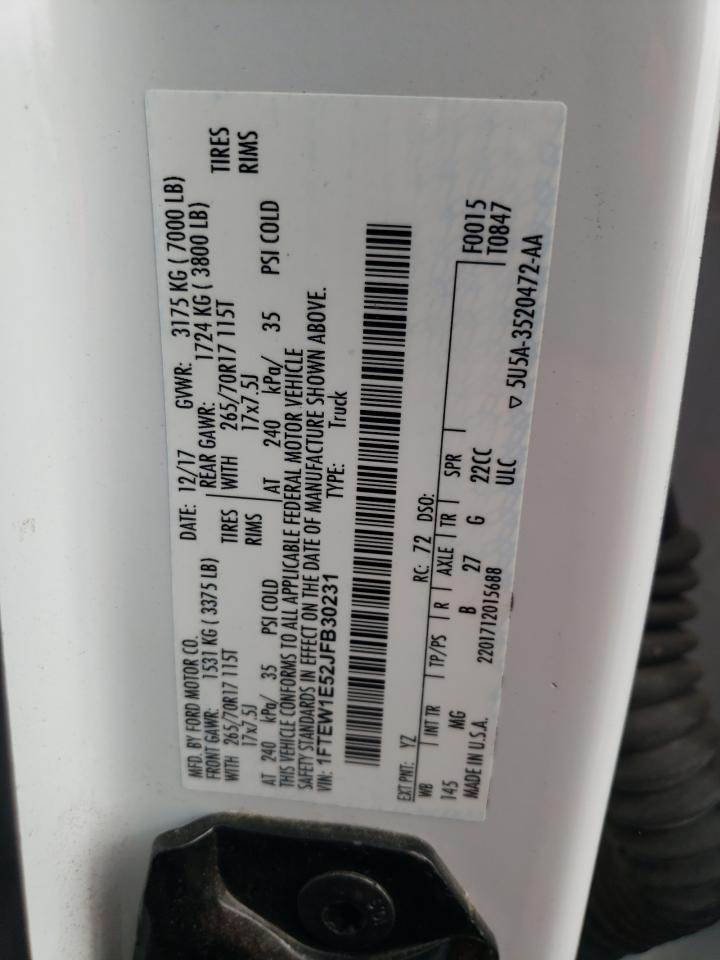 MFD. BY FORD MOTOR CO.
DATE: 12/17 GVWR: 3175 KG ( 7000 LB)
FRONT GAWR: 1531 KG ( 3375 LB) REAR GAWR: 1724 KG ( 3800 LB)
WITH 265/70R17 115T TIRES WITH 265/70R17 115T TIRES
17x7.5J RIMS 17x7.5J RIMS
AT 240 kPa/ 35 PSI COLD AT 240 kPa/ 35 PSI COLD
THIS VEHICLE CONFORMS TO ALL APPLICABLE FEDERAL MOTOR VEHICLE
SAFETY STANDARDS IN EFFECT ON THE DATE OF MANUFACTURE SHOWN ABOVE.
VIN: 1FTEW1E52JFB30231 TYPE: Truck
EXT PNT: YZ RC: 72 DSO: F0015
WB INT TR TP/PS R AXLE TR SPR T0847
145 MG B 27 G 22CC
MADE IN U.S.A. 2201712015688 ULC ▽ 5U5A-3520472-AA